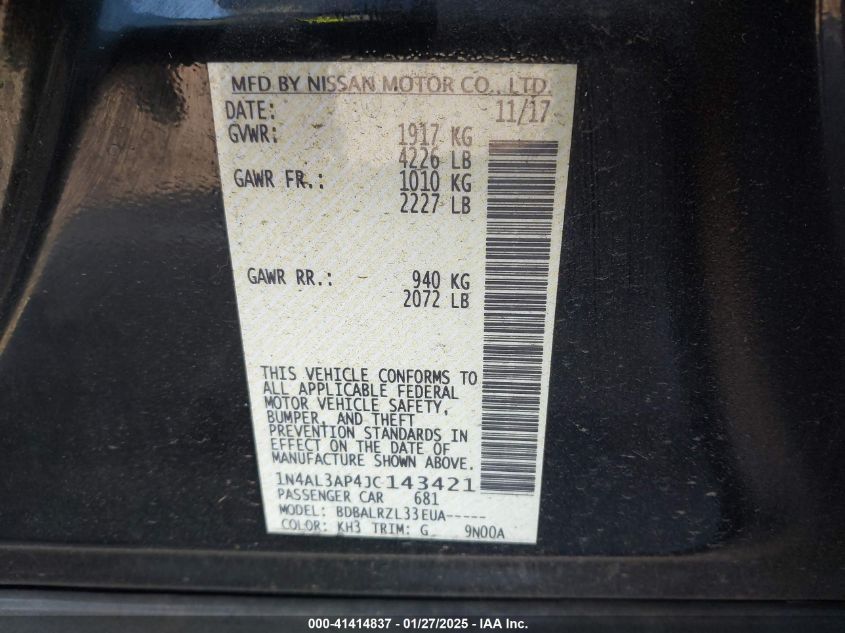 MFD BY NISSAN MOTOR CO., LTD.
DATE: 11/17
GVWR: 1917 KG
4226 LB
GAWR FR.: 1010 KG
2227 LB
GAWR RR.: 940 KG
2072 LB
THIS VEHICLE CONFORMS TO
ALL APPLICABLE FEDERAL
MOTOR VEHICLE SAFETY,
BUMPER, AND THEFT
PREVENTION STANDARDS IN
EFFECT ON THE DATE OF
MANUFACTURE SHOWN ABOVE.
1N4AL3AP4JC143421
PASSENGER CAR 681
MODEL: BDBALRZL33EUA-----
COLOR: KH3 TRIM: G 9N00A
000-41414837 — 01/27/2025 — IAA Inc.